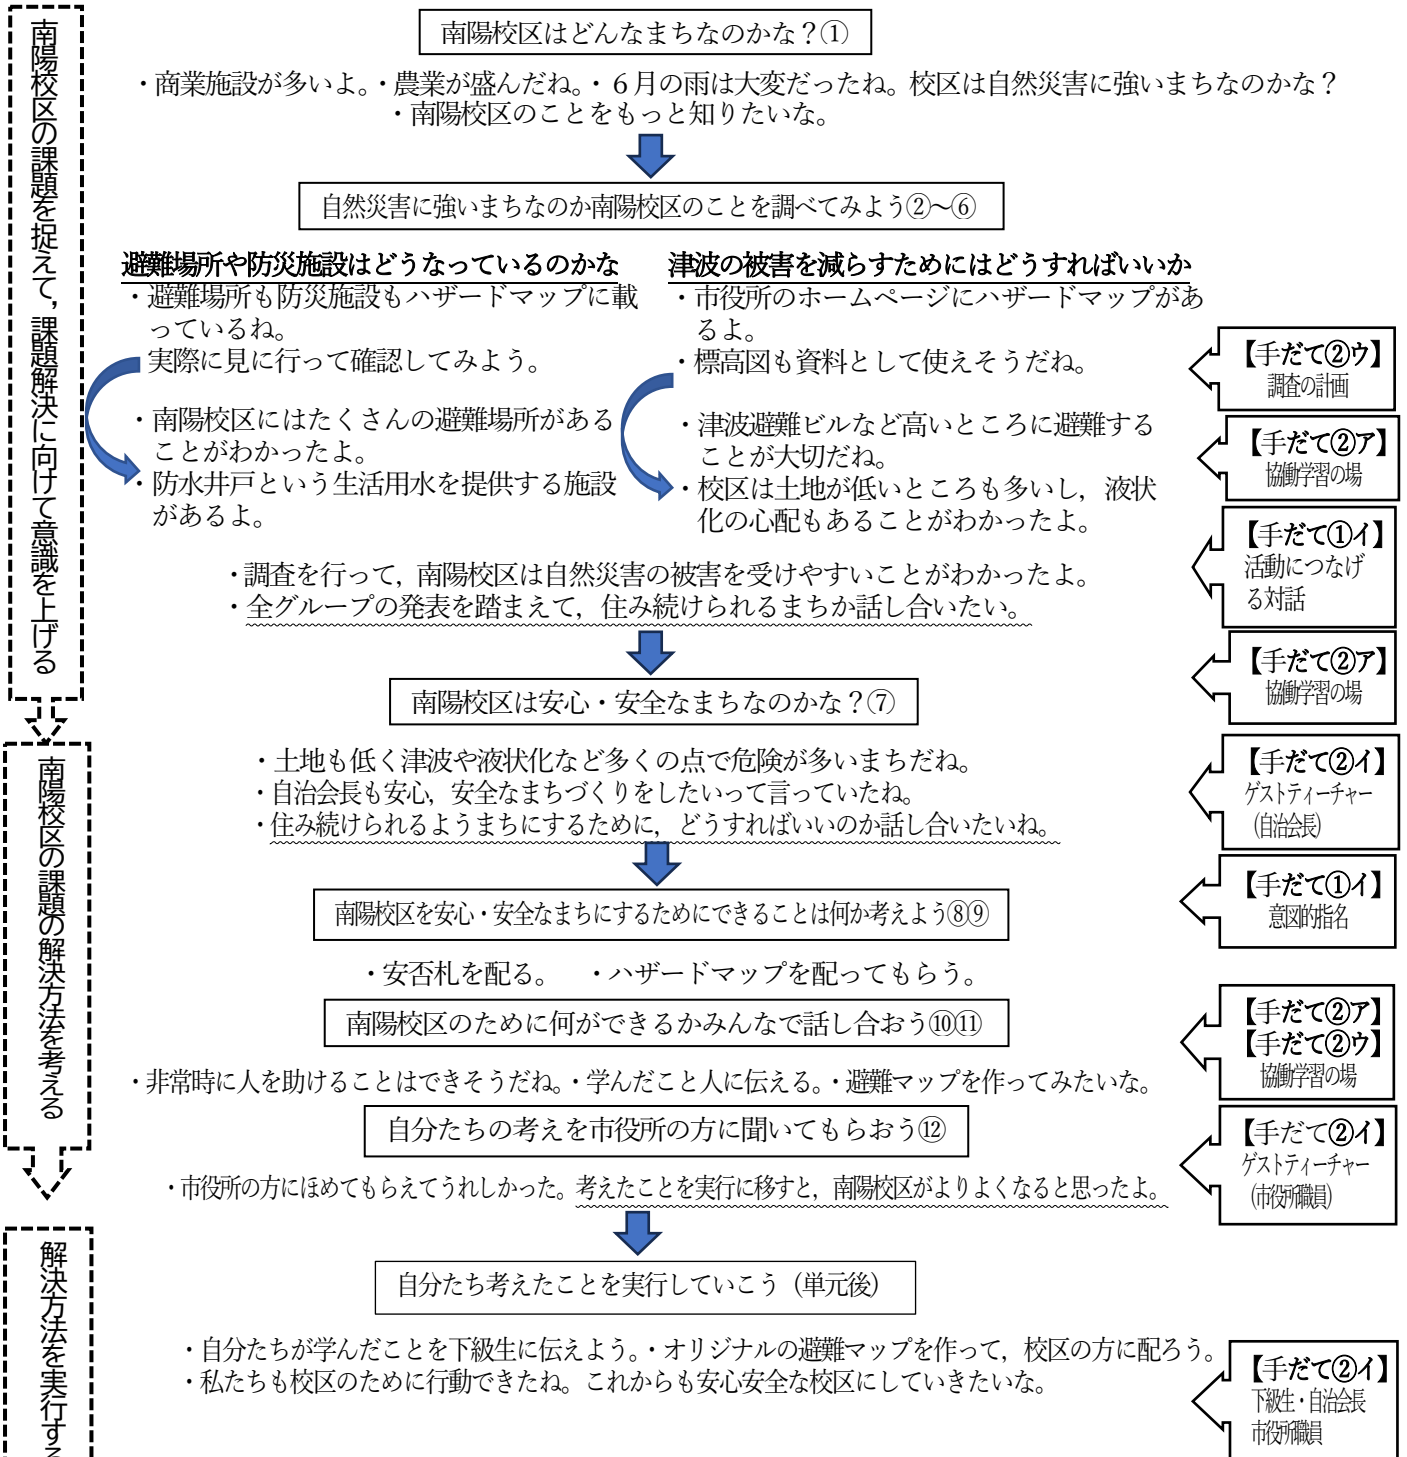 南陽校区の課題を捉えて，課題解決に向けて意識を上げる
南陽校区はどんなまちなのかな？①
・商業施設が多いよ。・農業が盛んだね。・６月の雨は大変だったね。校区は自然災害に強いまちなのかな？
・南陽校区のことをもっと知りたいな。
自然災害に強いまちなのか南陽校区のことを調べてみよう②～⑥
避難場所や防災施設はどうなっているのかな
・避難場所も防災施設もハザードマップに載
っているね。
・実際に見に行って確認してみよう。
・南陽校区にはたくさんの避難場所がある
ことがわかったよ。
・防水井戸という生活用水を提供する施設
があるよ。
津波の被害を減らすためにはどうすればいいか
・市役所のホームページにハザードマップがあ
るよ。
・標高図も資料として使えそうだね。
・津波避難ビルなど高いところに避難する
ことが大切だね。
・校区は土地が低いところも多いし，液状
化の心配もあることがわかったよ。
【手だて②ウ】
調査の計画
【手だて②ア】
協働学習の場
【手だて①イ】
活動につなげ
る対話
・調査を行って，南陽校区は自然災害の被害を受けやすいことがわかったよ。
・全グループの発表を踏まえて，住み続けられるまちか話し合いたい。
【手だて②ア】
協働学習の場
南陽校区は安心・安全なまちなのかな？⑦
南陽校区の課題の解決方法を考える
・土地も低く津波や液状化など多くの点で危険が多いまちだね。
・自治会長も安心，安全なまちづくりをしたいって言っていたね。
・住み続けられるようまちにするために，どうすればいいのか話し合いたいね。
【手だて②イ】
ゲストティーチャー
（自治会長）
南陽校区を安心・安全なまちにするためにできることは何か考えよう⑧⑨
【手だて①イ】
意図的指名
・安否札を配る。　・ハザードマップを配ってもらう。
南陽校区のために何ができるかみんなで話し合おう⑩⑪
【手だて②ア】
【手だて②ウ】
協働学習の場
・非常時に人を助けることはできそうだね。・学んだこと人に伝える。・避難マップを作ってみたいな。
自分たちの考えを市役所の方に聞いてもらおう⑫
【手だて②イ】
ゲストティーチャー
（市役所職員）
・市役所の方にほめてもらえてうれしかった。考えたことを実行に移すと，南陽校区がよりよくなると思ったよ。
解決方法を実行する
自分たち考えたことを実行していこう（単元後）
・自分たちが学んだことを下級生に伝えよう。・オリジナルの避難マップを作って，校区の方に配ろう。
・私たちも校区のために行動できたね。これからも安心安全な校区にしていきたいな。
【手だて②イ】
下級生・自治会長
市役所職員